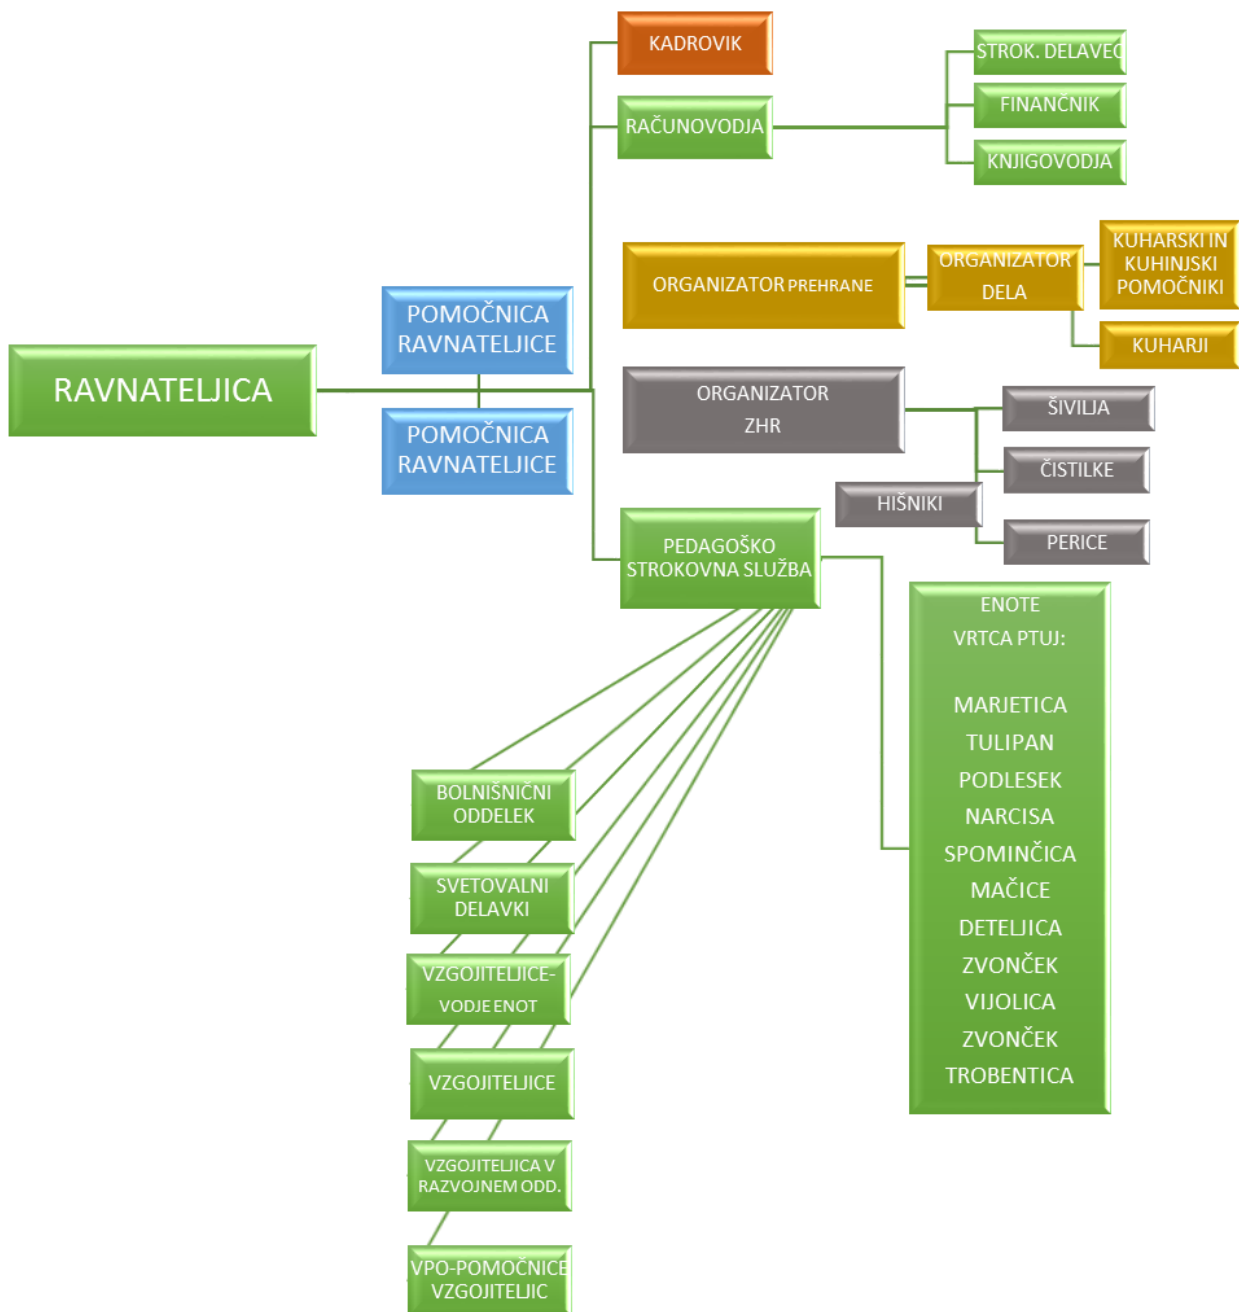 RAVNATELJICA
POMOČNICA
RAVNATELJICE
POMOČNICA
RAVNATELJICE
KADROVIK
RAČUNOVODJA
STROK. DELAVEC
FINANČNIK
KNJIGOVODJA
ORGANIZATOR PREHRANE
ORGANIZATOR
DELA
KUHARSKI IN
KUHINJSKI
POMOČNIKI
KUHARJI
ORGANIZATOR
ZHR
ŠIVILJA
ČISTILKE
HIŠNIKI
PERICE
PEDAGOŠKO
STROKOVNA SLUŽBA
ENOTE
VRTCA PTUJ:
MARJETICA
TULIPAN
PODLESEK
NARCISA
SPOMINČICA
MAČICE
DETELJICA
ZVONČEK
VIJOLICA
ZVONČEK
TROBENTICA
BOLNIŠNIČNI
ODDELEK
SVETOVALNI
DELAVKI
VZGOJITELJICE-
VODJE ENOT
VZGOJITELJICE
VZGOJITELJICA V
RAZVOJNEM ODD.
VPO-POMOČNICE
VZGOJITELJIC